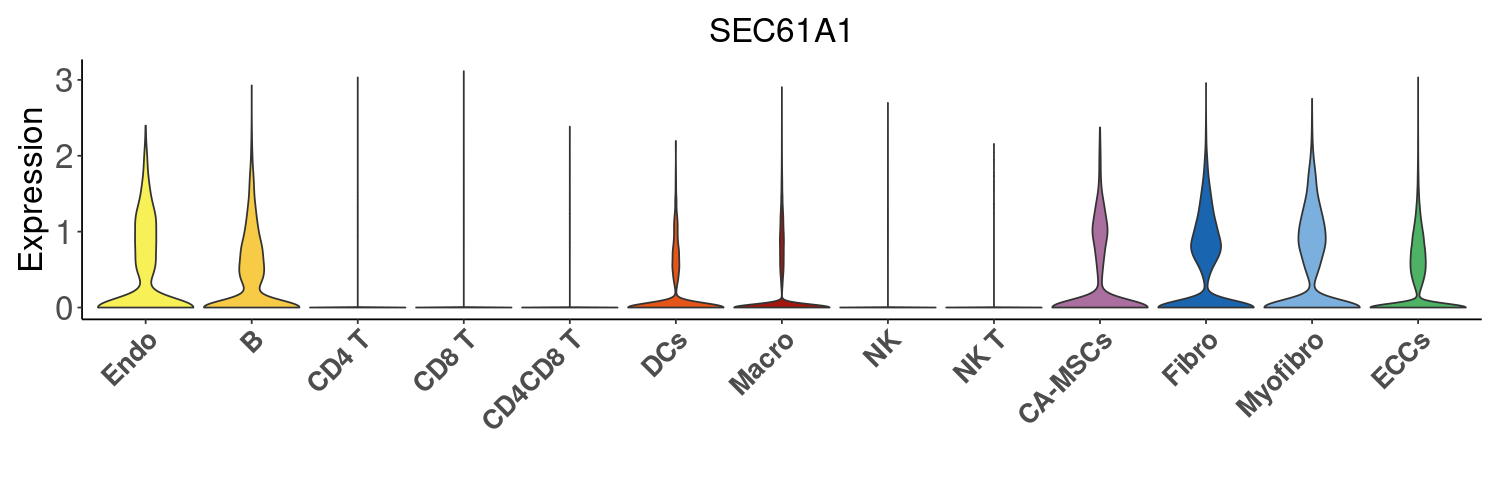 SEC61A1
Expression
3
2
1
0
Endo
B
CD4 T
CD8 T
CD4CD8 T
DCs
Macro
NK
NK T
CA-MSCs
Fibro
Myofibro
ECCs